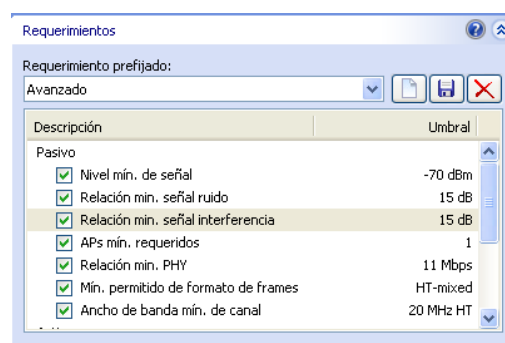 Requerimientos
Requerimiento prefijado:
Avanzado
Descripción Umbral
Pasivo
Nivel mín. de señal -70 dBm
Relación min. señal ruido 15 dB
Relación min. señal interferencia 15 dB
APs mín. requeridos 1
Relación min. PHY 11 Mbps
Mín. permitido de formato de frames HT-mixed
Ancho de banda mín. de canal 20 MHz HT